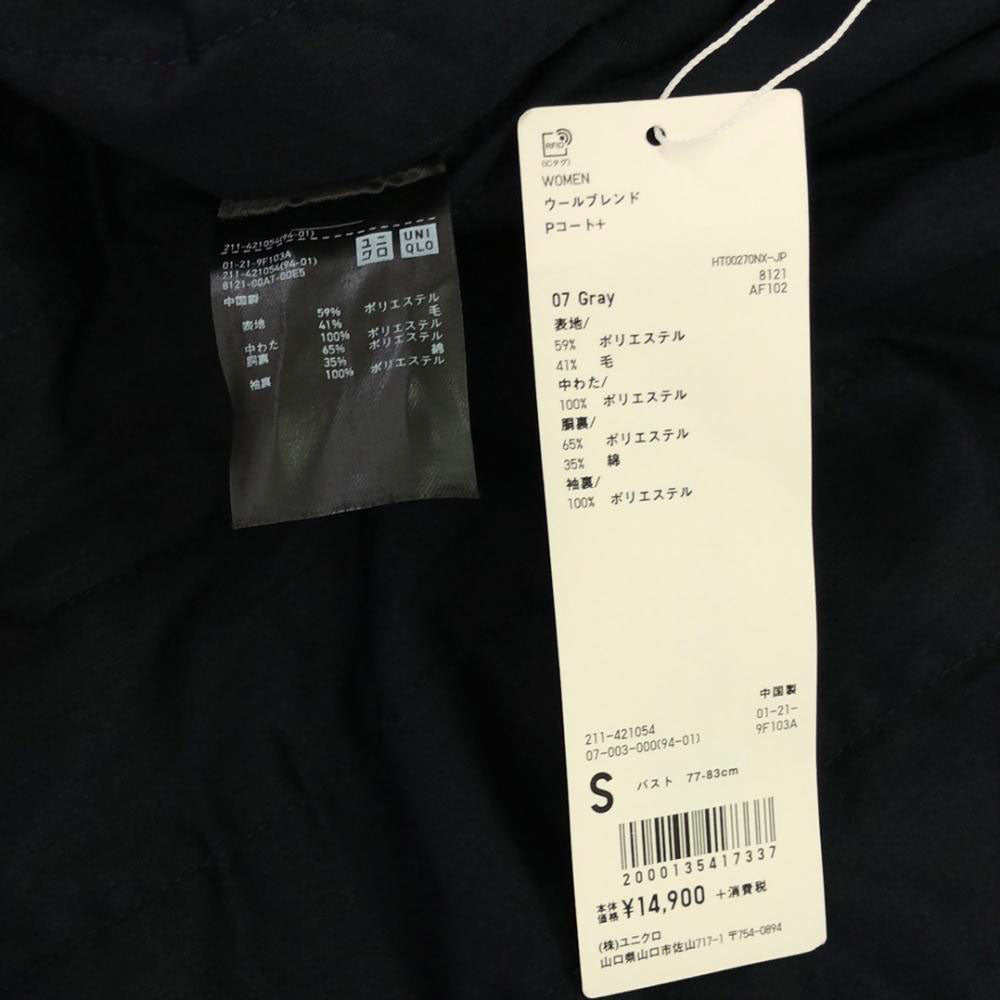 211-421054(94-01)
ユニ
クロ
UNI
QLO
01-21-9F103A
211-421054(94-01)
8121-00AT-00E5
中国製
表地 59% ポリエステル
41% 毛
中わた 100% ポリエステル
胴裏 65% ポリエステル
35% 綿
袖裏 100% ポリエステル
RFID
(ICタグ)
WOMEN
ウールブレンド
Pコート+
HT00270NX-JP
8121
AF102
07 Gray
表地/
59% ポリエステル
41% 毛
中わた/
100% ポリエステル
胴裏/
65% ポリエステル
35% 綿
袖裏/
100% ポリエステル
中国製
01-21-
9F103A
211-421054
07-003-000(94-01)
S バスト 77-83cm
2000135417337
本体
価格 ¥14,900 +消費税
(株)ユニクロ
山口県山口市佐山717-1 〒754-0894